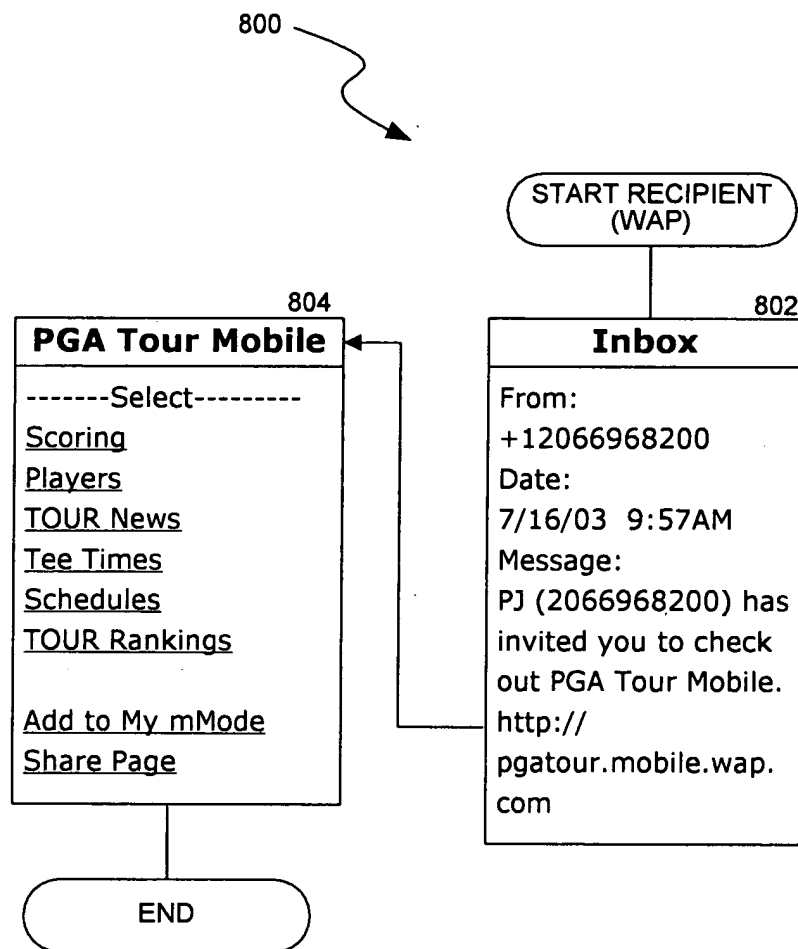 800
START RECIPIENT
(WAP)
804
PGA Tour Mobile
-------Select---------
Scoring
Players
TOUR News
Tee Times
Schedules
TOUR Rankings
Add to My mMode
Share Page
END
802
Inbox
From:
+12066968200
Date:
7/16/03 9:57AM
Message:
PJ (2066968200) has
invited you to check
out PGA Tour Mobile.
http://
pgatour.mobile.wap.
com